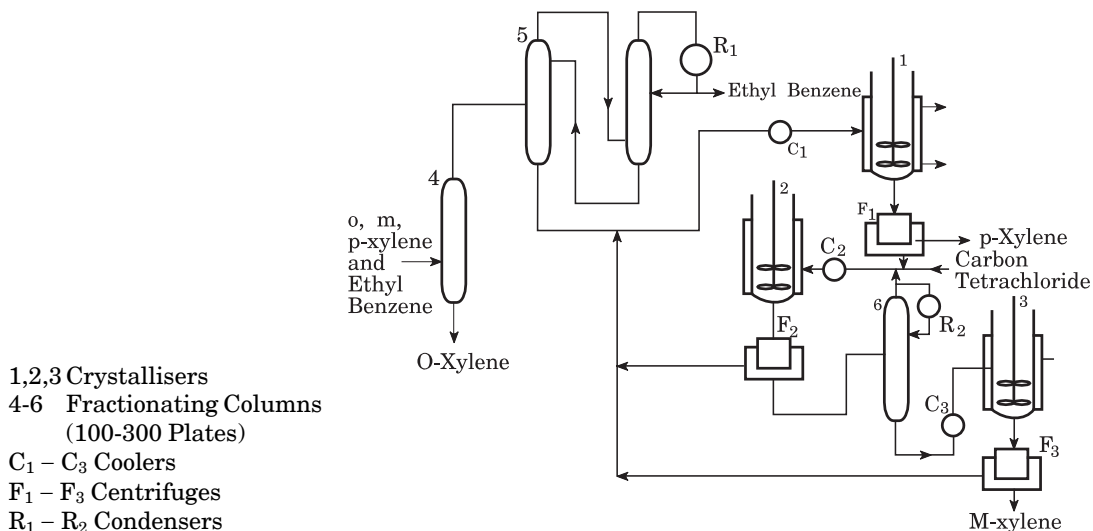 5
R₁
1
Ethyl Benzene
C₁
4
2
F₁
o, m,
p-xylene
and
Ethyl
Benzene
p-Xylene
C₂
Carbon
Tetrachloride
6
3
F₂
R₂
O-Xylene
C₃
F₃
M-xylene
1,2,3 Crystallisers
4-6 Fractionating Columns
(100-300 Plates)
C₁ – C₃ Coolers
F₁ – F₃ Centrifuges
R₁ – R₂ Condensers